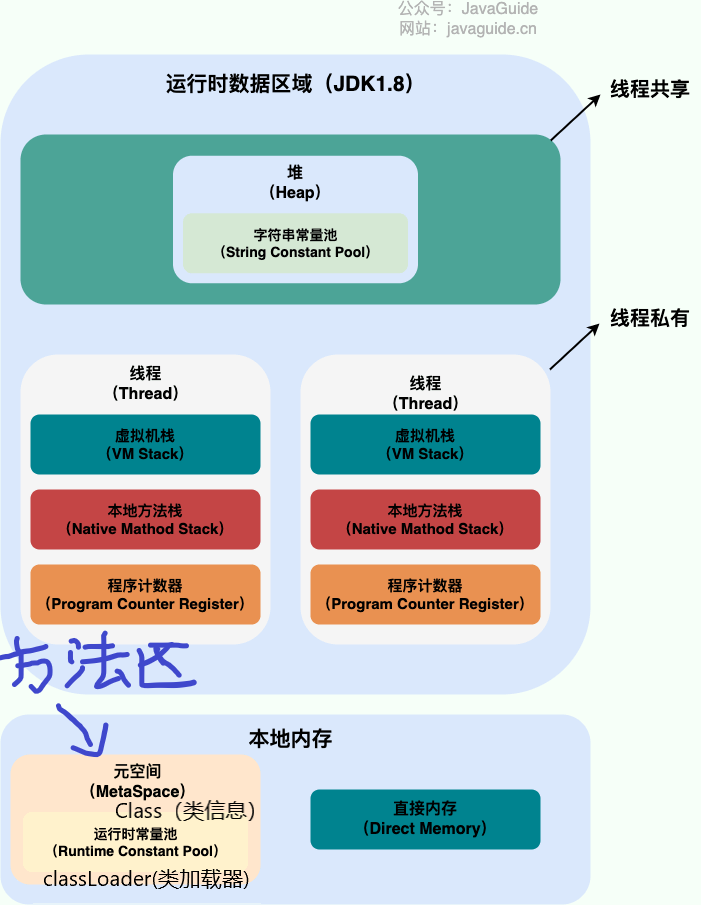 公众号：JavaGuide
网站：javaguide.cn
运行时数据区域（JDK1.8）
线程共享
堆
（Heap）
字符串常量池
（String Constant Pool）
线程私有
线程
（Thread）
虚拟机栈
（VM Stack）
本地方法栈
（Native Mathod Stack）
程序计数器
（Program Counter Register）
线程
（Thread）
虚拟机栈
（VM Stack）
本地方法栈
（Native Mathod Stack）
程序计数器
（Program Counter Register）
方法区
本地内存
元空间
（MetaSpace）
Class（类信息）
运行时常量池
（Runtime Constant Pool）
classLoader(类加载器)
直接内存
（Direct Memory）